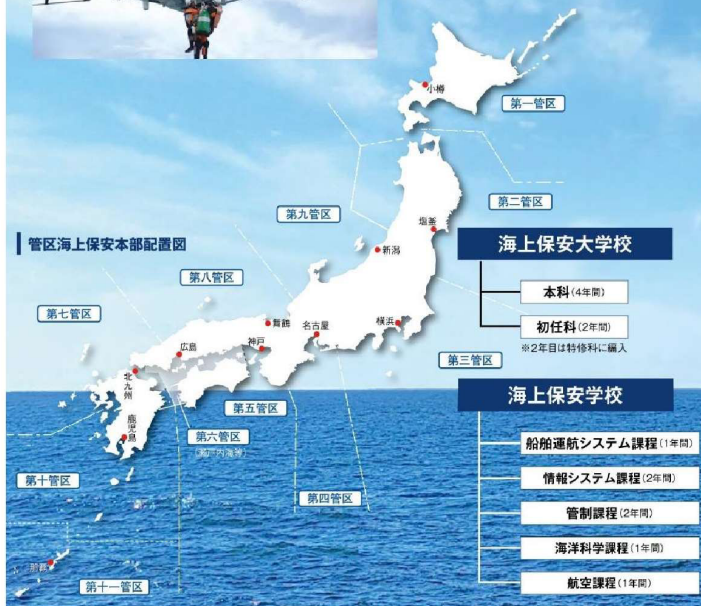 小樽
第一管区
第二管区
第九管区
塩釜
管区海上保安本部配置図
新潟
海上保安大学校
第八管区
本科(4年間)
第七管区
舞鶴
名古屋
横浜
初任科(2年間)
広島
神戸
※2年目は特修科に編入
第三管区
北九州
海上保安学校
第五管区
鹿児島
第六管区
(瀬戸内海等)
船舶運航システム課程(1年間)
第十管区
情報システム課程(2年間)
第四管区
管制課程(2年間)
海洋科学課程(1年間)
那覇
第十一管区
航空課程(1年間)